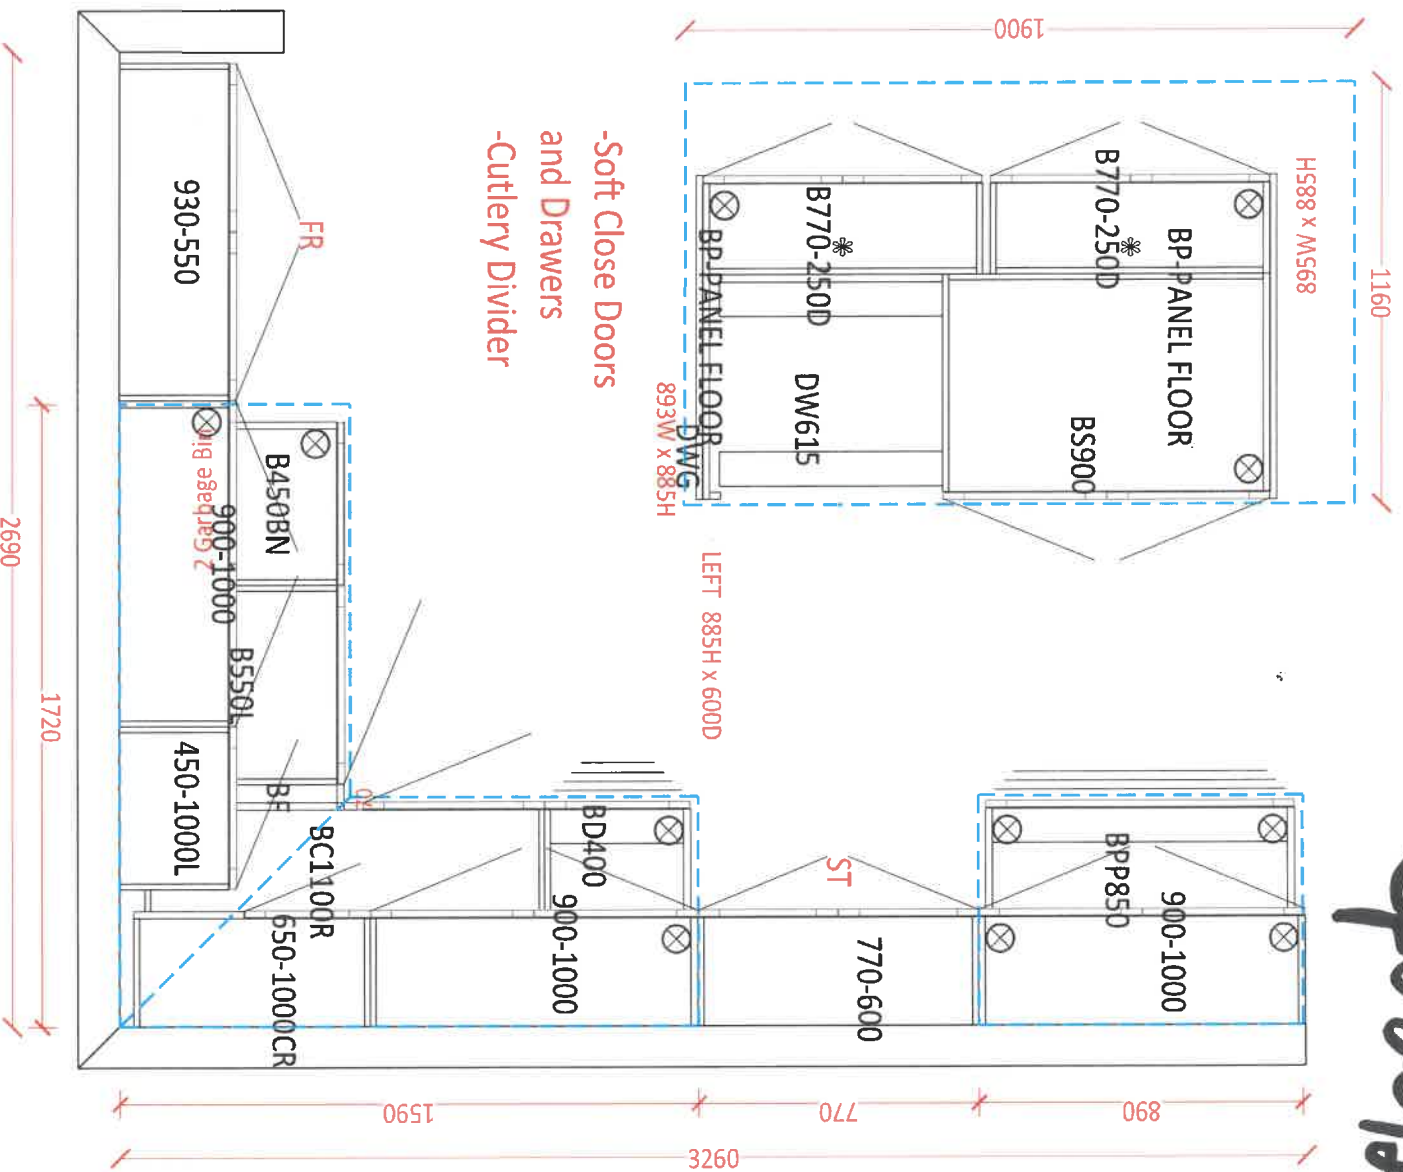 1900
1160
895W x 885H
B770-250D
BP-PANEL FLOOR
BS900
B770-250D
BP-PANEL FLOOR
DW615
DWG
893W x 885H
LEFT 885H x 600D
-Soft Close Doors
and Drawers
-Cutlery Divider
FR
930-550
B450BN
2 Garbage Bin
900-1000
B550L
450-1000L
BC1100R
650-1000CR
BD400
900-1000
ST
770-600
BPP850
900-1000
2690
1720
1590
770
890
3260